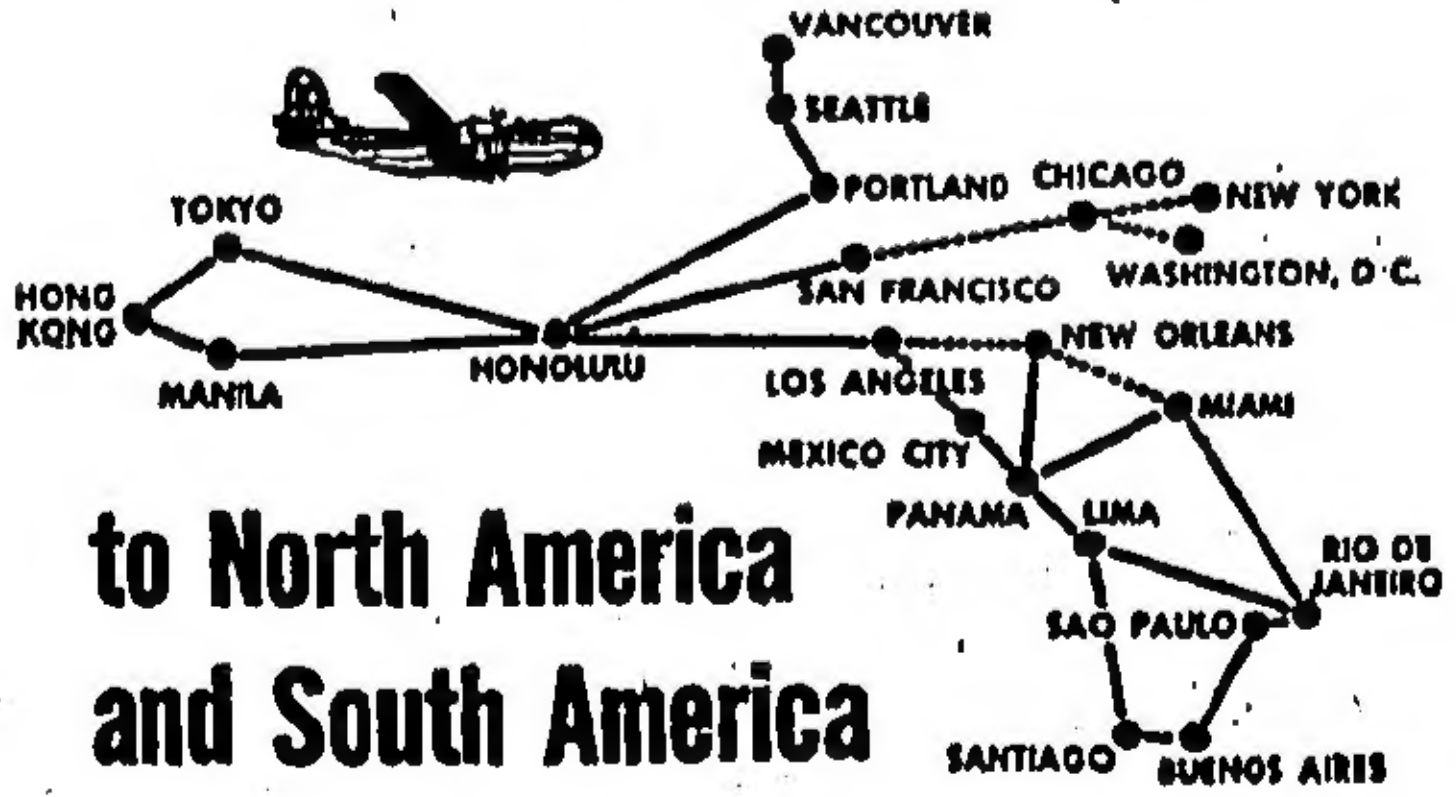 VANCOUVER
SEATTLE
PORTLAND
CHICAGO
NEW YORK
WASHINGTON, D.C.
SAN FRANCISCO
TOKYO
HONG
KONG
MANILA
HONOLULU
LOS ANGELES
NEW ORLEANS
MIAMI
MEXICO CITY
PANAMA
LIMA
RIO DE
JANEIRO
SAO PAULO
SANTIAGO
BUENOS AIRES
to North America
and South America